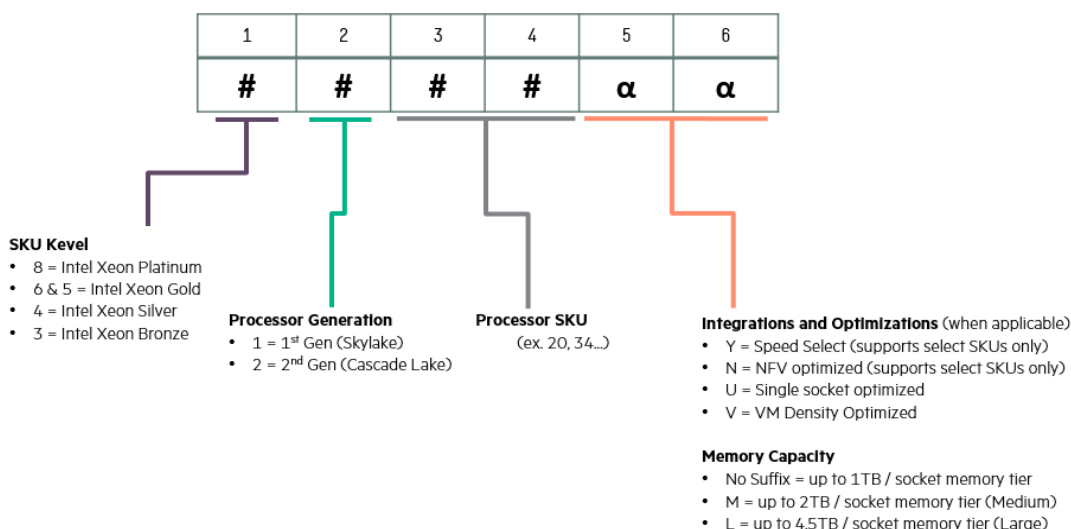 1 2 3 4 5 6
# # # # α α
SKU Kevel
• 8 = Intel Xeon Platinum
• 6 & 5 = Intel Xeon Gold
• 4 = Intel Xeon Silver
• 3 = Intel Xeon Bronze
Processor Generation
• 1 = 1st Gen (Skylake)
• 2 = 2nd Gen (Cascade Lake)
Processor SKU
(ex. 20, 34...)
Integrations and Optimizations (when applicable)
• Y = Speed Select (supports select SKUs only)
• N = NFV optimized (supports select SKUs only)
• U = Single socket optimized
• V = VM Density Optimized
Memory Capacity
• No Suffix = up to 1TB / socket memory tier
• M = up to 2TB / socket memory tier (Medium)
• L = up to 4.5TB / socket memory tier (Large)